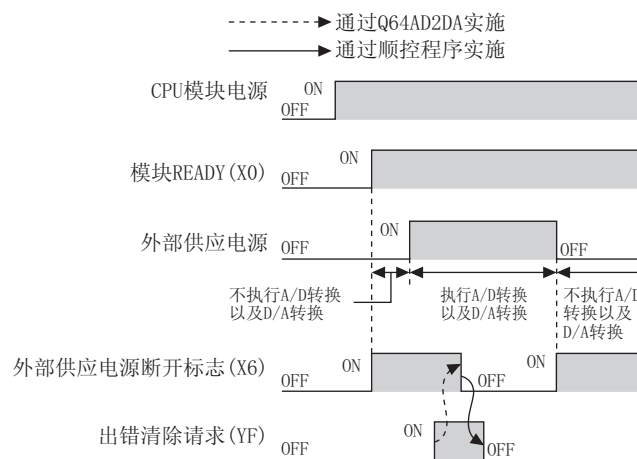 通过Q64AD2DA实施
通过顺控程序实施
CPU模块电源
ON
OFF
模块READY(X0)
ON
OFF
外部供应电源
ON
OFF
OFF
不执行A/D转换
以及D/A转换
执行A/D转换
以及D/A转换
不执行A/D
转换以及
D/A转换
外部供应电源断开标志(X6)
ON
OFF
OFF
ON
出错清除请求(YF)
ON
OFF
OFF